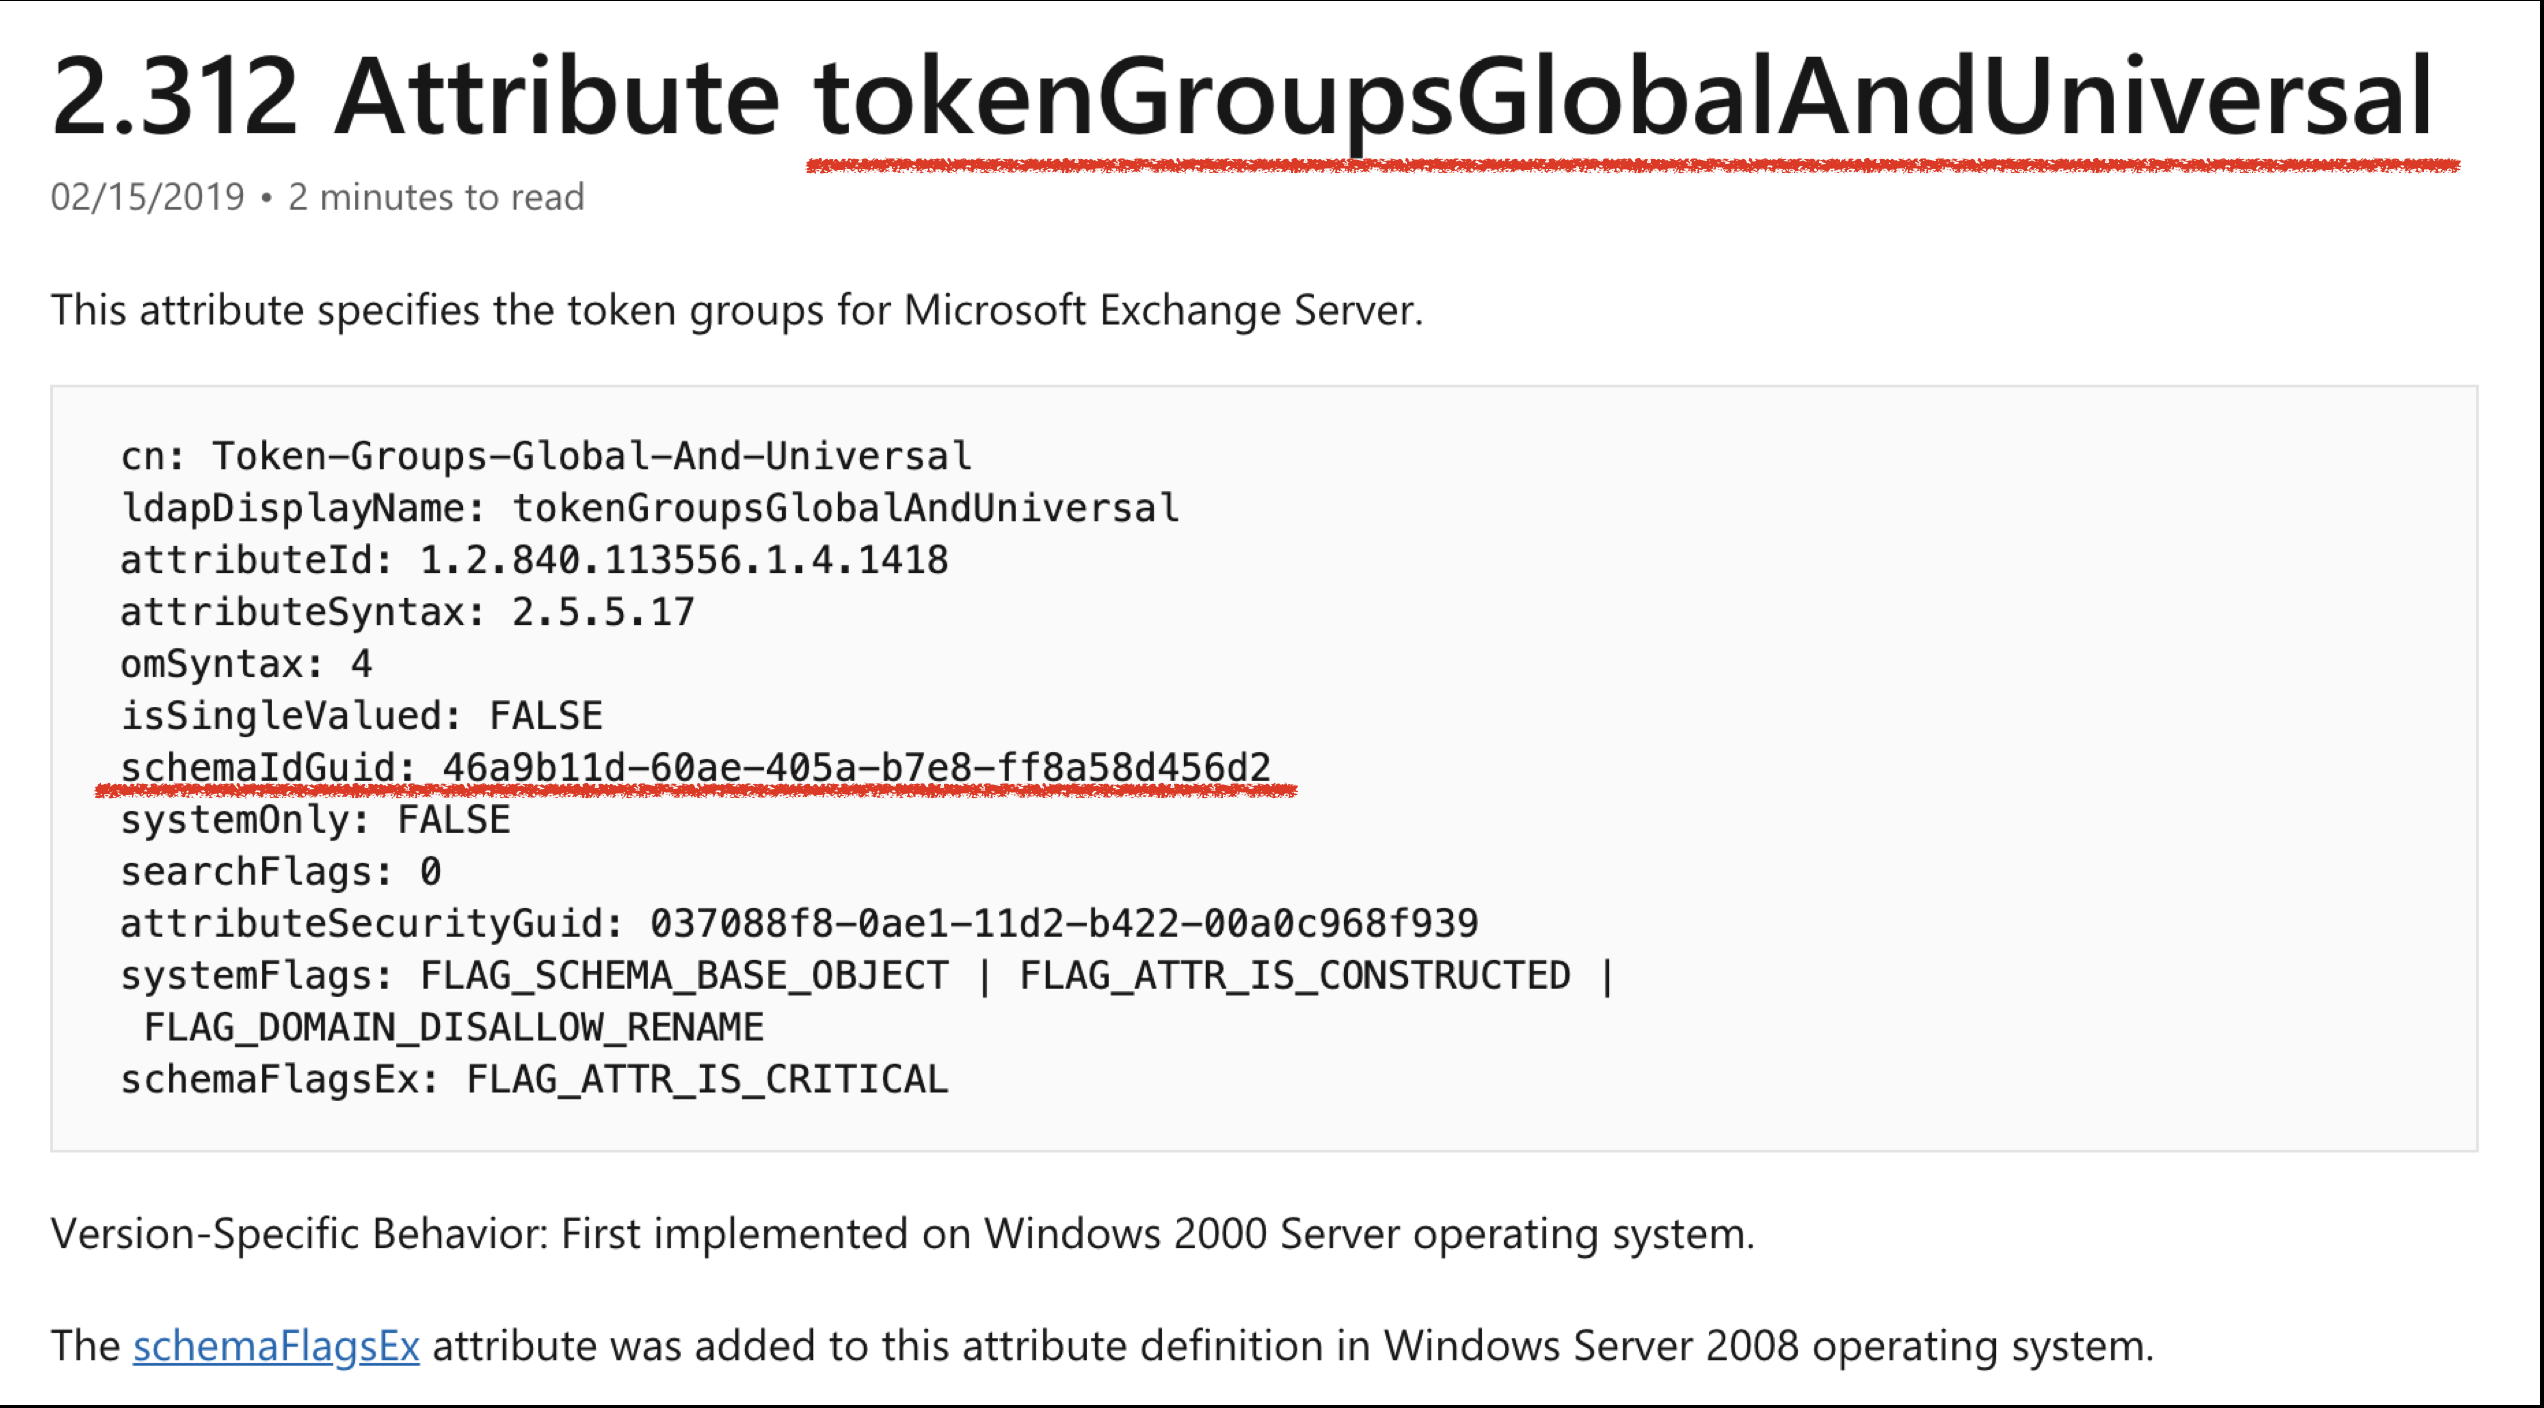 2.312 Attribute tokenGroupsGlobalAndUniversal
02/15/2019 • 2 minutes to read
This attribute specifies the token groups for Microsoft Exchange Server.
cn: Token-Groups-Global-And-Universal
ldapDisplayName: tokenGroupsGlobalAndUniversal
attributeId: 1.2.840.113556.1.4.1418
attributeSyntax: 2.5.5.17
omSyntax: 4
isSingleValued: FALSE
schemaIdGuid: 46a9b11d-60ae-405a-b7e8-ff8a58d456d2
systemOnly: FALSE
searchFlags: 0
attributeSecurityGuid: 037088f8-0ae1-11d2-b422-00a0c968f939
systemFlags: FLAG_SCHEMA_BASE_OBJECT | FLAG_ATTR_IS_CONSTRUCTED |
FLAG_DOMAIN_DISALLOW_RENAME
schemaFlagsEx: FLAG_ATTR_IS_CRITICAL
Version-Specific Behavior: First implemented on Windows 2000 Server operating system.
The schemaFlagsEx attribute was added to this attribute definition in Windows Server 2008 operating system.